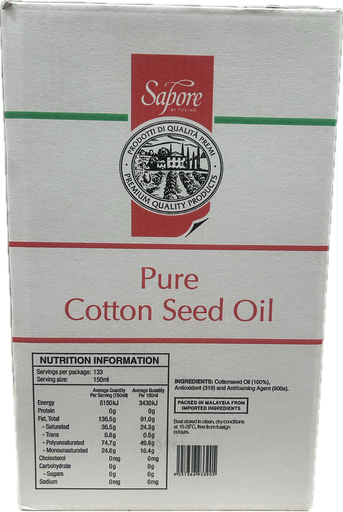 Sapore
PRODOTTI DI QUALITÀ PREMI
PREMIUM QUALITY PRODUCTS
Pure
Cotton Seed Oil
NUTRITION INFORMATION
Servings per package: 133
Serving size: 150ml
Average Quantity Per Serving (150ml) Average Quantity Per 100ml
Energy 5150kJ 3430kJ
Protein 0g 0g
Fat, Total 136.5g 91.0g
- Saturated 36.5g 24.3g
- Trans 0.8g 0.5g
- Polyunsaturated 74.7g 49.8g
- Monounsaturated 24.6g 16.4g
Cholesterol 0mg 0mg
Carbohydrate 0g 0g
- Sugars 0g 0g
Sodium 0mg 0mg
INGREDIENTS: Cottonseed Oil (100%),
Antioxidant (319) and Antifoaming Agent (900a).
PACKED IN MALAYSIA FROM
IMPORTED INGREDIENTS
Best stored in clean, dry conditions
at 15-25°C, free from foreign
odours.